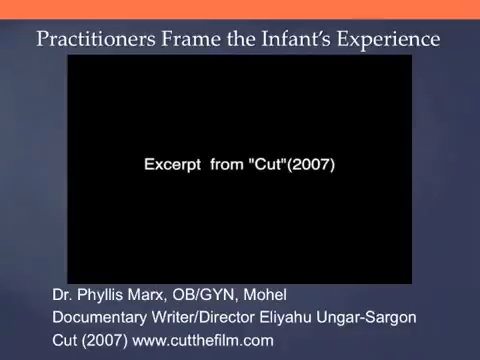 Practitioners Frame the Infant's Experience
Excerpt from "Cut"(2007)
Dr. Phyllis Marx, OB/GYN, Mohel
Documentary Writer/Director Eliyahu Ungar-Sargon
Cut (2007) www.cutthefilm.com